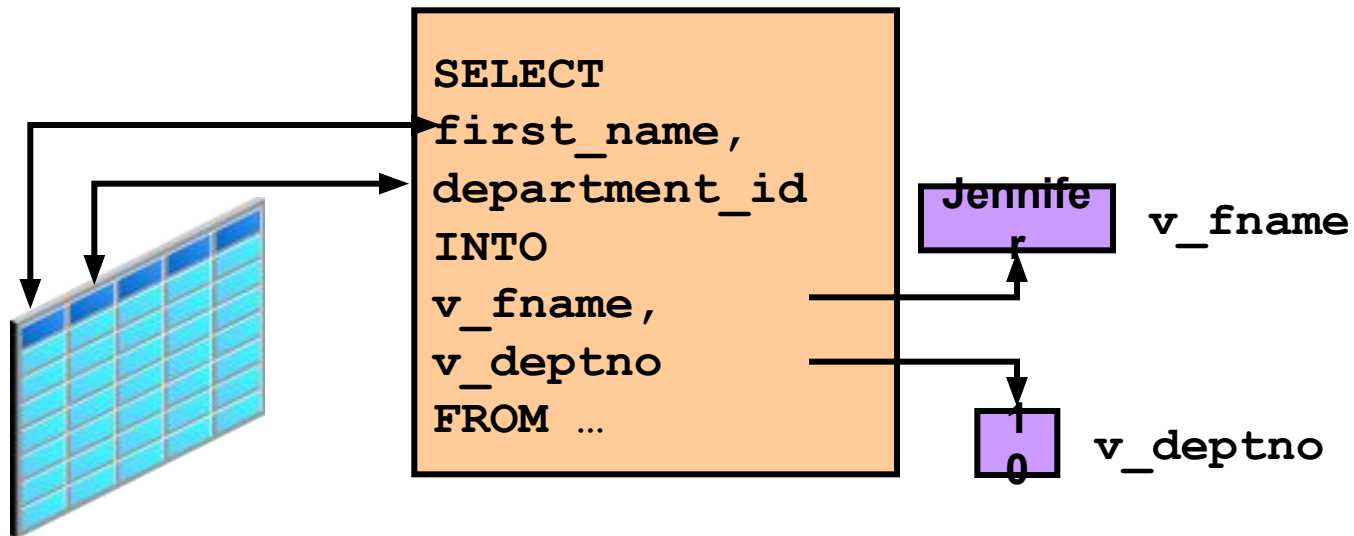 SELECT
first_name,
department_id
INTO
v_fname,
v_deptno
FROM …
Jennife
r
v_fname
1
0
v_deptno